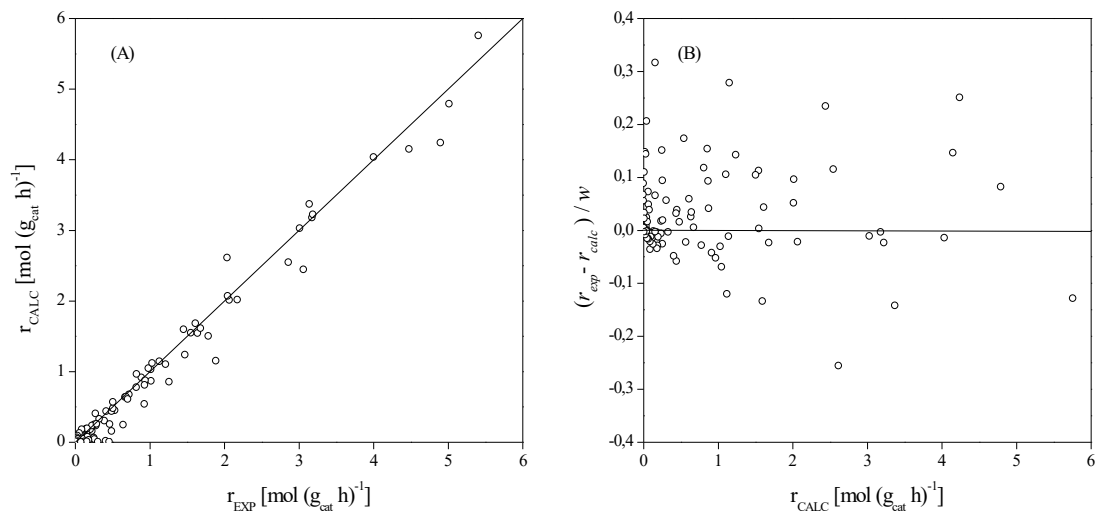 (A)
6
5
4
3
2
1
0
0 1 2 3 4 5 6
r_CALC [mol (g_cat h)^-1]
r_EXP [mol (g_cat h)^-1]
(B)
0,4
0,3
0,2
0,1
0,0
-0,1
-0,2
-0,3
-0,4
0 1 2 3 4 5 6
(r_exp - r_calc) / w
r_CALC [mol (g_cat h)^-1]